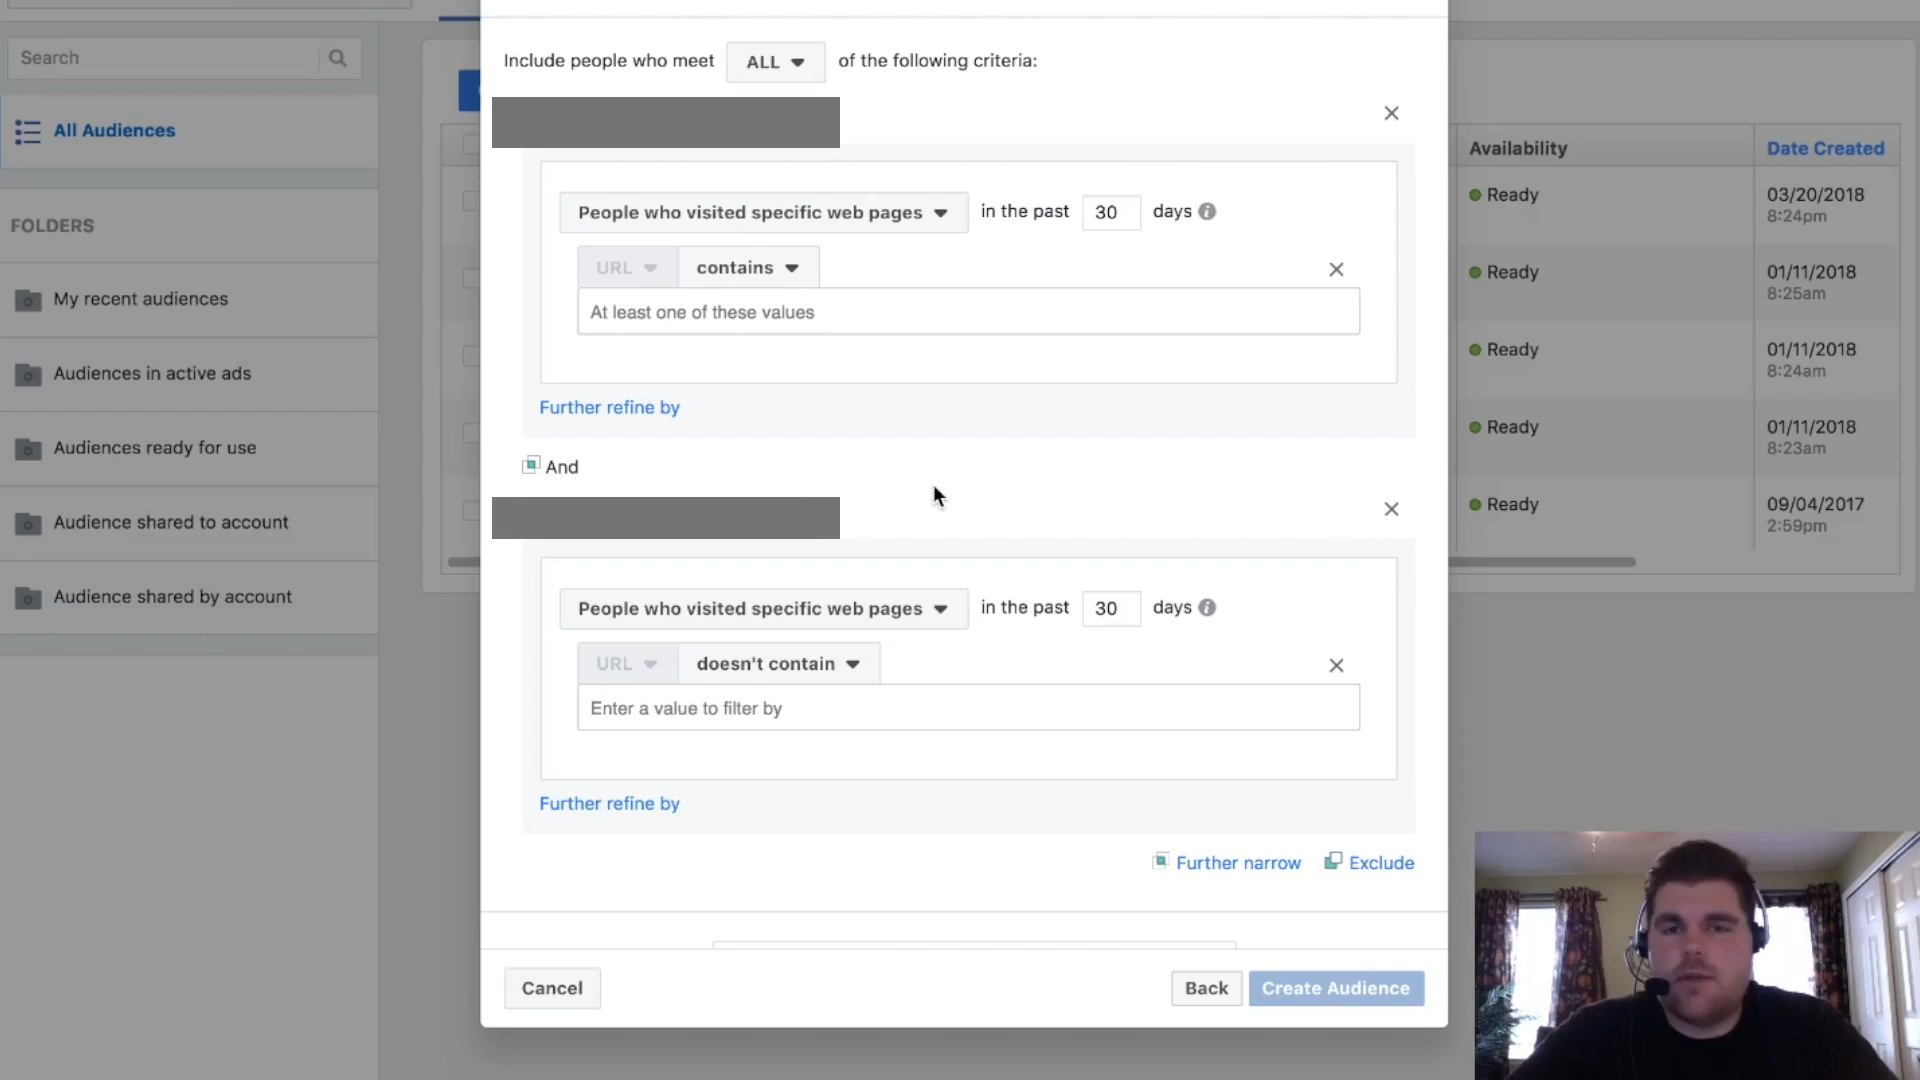 Search
All Audiences
FOLDERS
My recent audiences
Audiences in active ads
Audiences ready for use
Audience shared to account
Audience shared by account
Include people who meet ALL of the following criteria:
People who visited specific web pages in the past 30 days
URL contains
At least one of these values
Further refine by
And
People who visited specific web pages in the past 30 days
URL doesn't contain
Enter a value to filter by
Further refine by
Further narrow Exclude
Cancel Back Create Audience
Availability Date Created
Ready 03/20/2018
8:24pm
Ready 01/11/2018
8:25am
Ready 01/11/2018
8:24am
Ready 01/11/2018
8:23am
Ready 09/04/2017
2:59pm